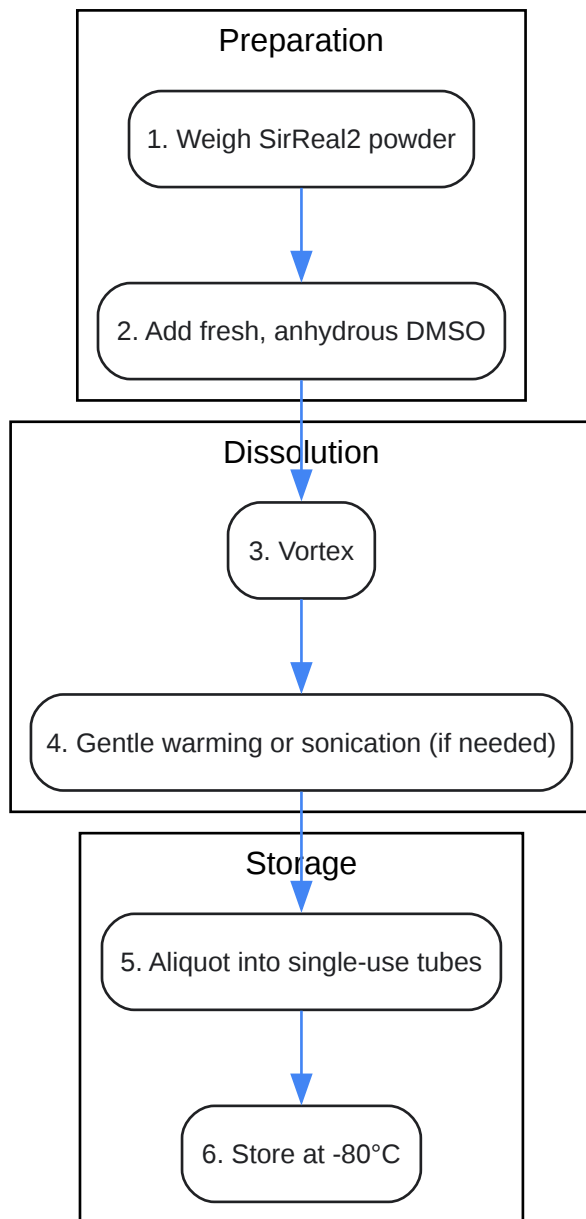 Preparation
1. Weigh SirReal2 powder
2. Add fresh, anhydrous DMSO
Dissolution
3. Vortex
4. Gentle warming or sonication (if needed)
Storage
5. Aliquot into single-use tubes
6. Store at -80°C